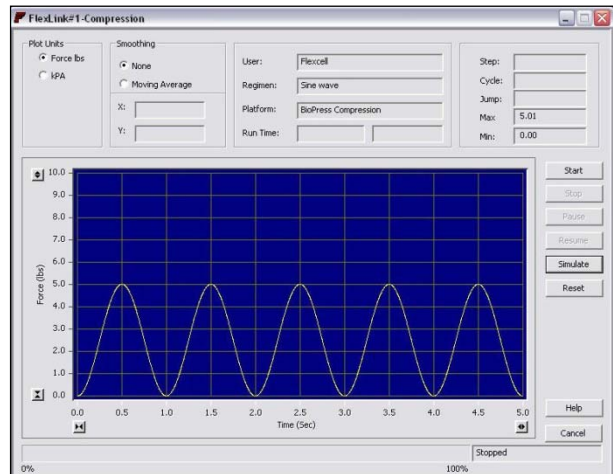 FlexLink#1-Compression
Plot Units
Force lbs
kPA
Smoothing
None
Moving Average
X:
Y:
User: Flexcell
Regimen: Sine wave
Platform: BioPress Compression
Run Time:
Step:
Cycle:
Jump:
Max 5.01
Min: 0.00
10.0
9.0
8.0
7.0
6.0
5.0
4.0
3.0
2.0
1.0
0.0
Force (lbs)
0.0 0.5 1.0 1.5 2.0 2.5 3.0 3.5 4.0 4.5 5.0
Time (Sec)
Start
Stop
Pause
Resume
Simulate
Reset
Help
Cancel
Stopped
0% 100%